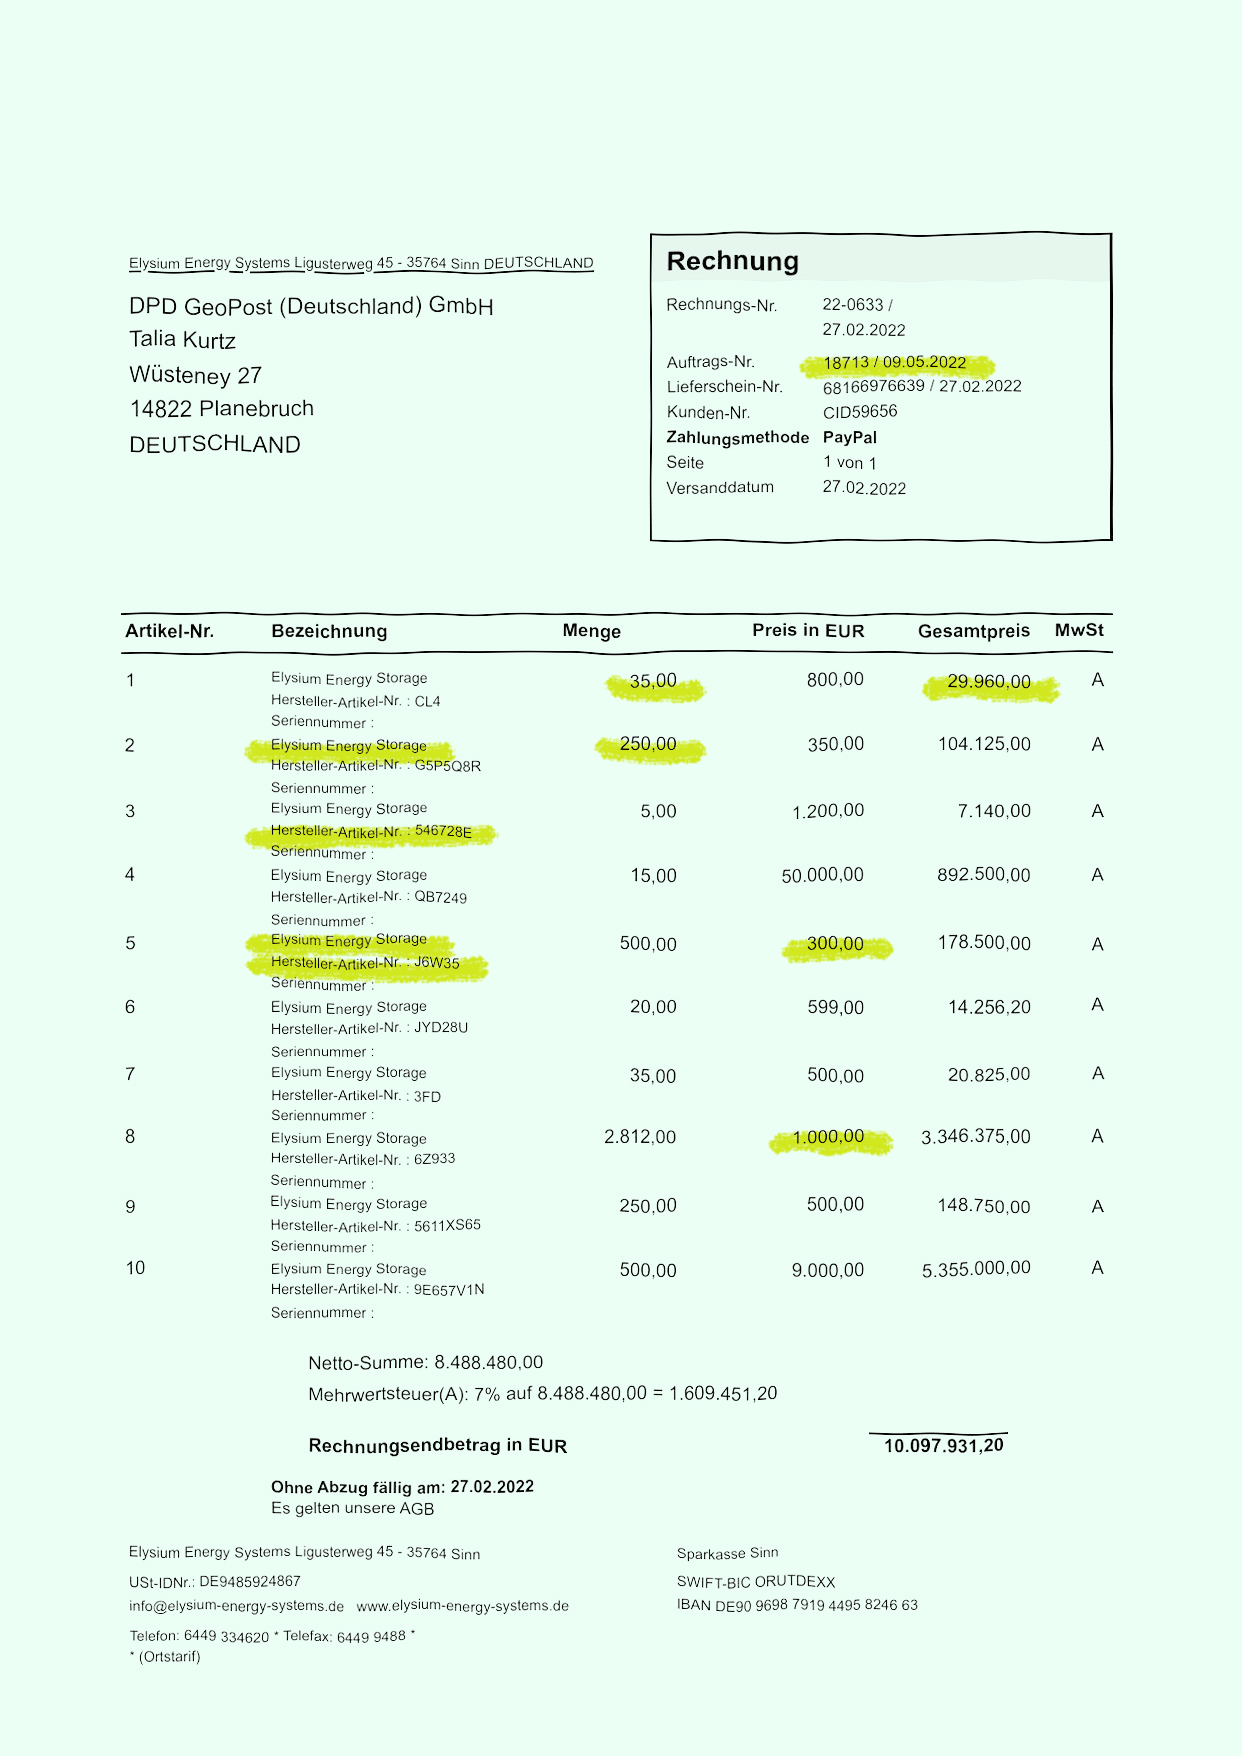 Elysium Energy Systems Ligusterweg 45 - 35764 Sinn DEUTSCHLAND
DPD GeoPost (Deutschland) GmbH
Talia Kurtz
Wüsteney 27
14822 Planebruch
DEUTSCHLAND
Rechnung
Rechnungs-Nr. 22-0633 /
27.02.2022
Auftrags-Nr. 18713 / 09.05.2022
Lieferschein-Nr. 68166976639 / 27.02.2022
Kunden-Nr. CID59656
Zahlungsmethode PayPal
Seite 1 von 1
Versanddatum 27.02.2022
Artikel-Nr. Bezeichnung Menge Preis in EUR Gesamtpreis MwSt
1 Elysium Energy Storage 35,00 800,00 29.960,00 A
Hersteller-Artikel-Nr. : CL4
Seriennummer :
2 Elysium Energy Storage 250,00 350,00 104.125,00 A
Hersteller-Artikel-Nr. : G5P5Q8R
Seriennummer :
3 Elysium Energy Storage 5,00 1.200,00 7.140,00 A
Hersteller-Artikel-Nr. : 546728E
Seriennummer :
4 Elysium Energy Storage 15,00 50.000,00 892.500,00 A
Hersteller-Artikel-Nr. : QB7249
Seriennummer :
5 Elysium Energy Storage 500,00 300,00 178.500,00 A
Hersteller-Artikel-Nr. : J6W35
Seriennummer :
6 Elysium Energy Storage 20,00 599,00 14.256,20 A
Hersteller-Artikel-Nr. : JYD28U
Seriennummer :
7 Elysium Energy Storage 35,00 500,00 20.825,00 A
Hersteller-Artikel-Nr. : 3FD
Seriennummer :
8 Elysium Energy Storage 2.812,00 1.000,00 3.346.375,00 A
Hersteller-Artikel-Nr. : 6Z933
Seriennummer :
9 Elysium Energy Storage 250,00 500,00 148.750,00 A
Hersteller-Artikel-Nr. : 5611XS65
Seriennummer :
10 Elysium Energy Storage 500,00 9.000,00 5.355.000,00 A
Hersteller-Artikel-Nr. : 9E657V1N
Seriennummer :
Netto-Summe: 8.488.480,00
Mehrwertsteuer(A): 7% auf 8.488.480,00 = 1.609.451,20
Rechnungsendbetrag in EUR 10.097.931,20
Ohne Abzug fällig am: 27.02.2022
Es gelten unsere AGB
Elysium Energy Systems Ligusterweg 45 - 35764 Sinn
USt-IDNr.: DE9485924867
info@elysium-energy-systems.de www.elysium-energy-systems.de
Telefon: 6449 334620 * Telefax: 6449 9488 *
* (Ortstarif)
Sparkasse Sinn
SWIFT-BIC ORUTDEXX
IBAN DE90 9698 7919 4495 8246 63